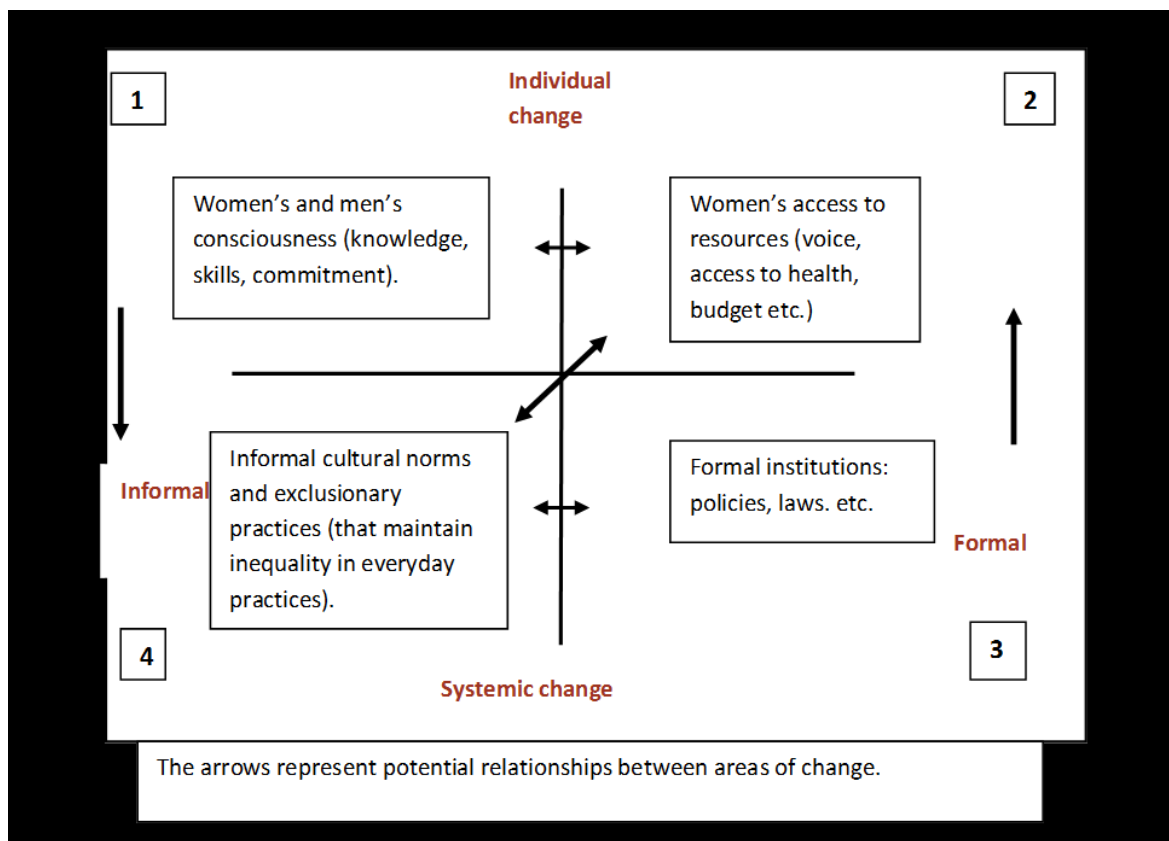 1
Individual
change
2
Women’s and men’s
consciousness (knowledge,
skills, commitment).
Women’s access to
resources (voice,
access to health,
budget etc.)
Informal
Informal cultural norms
and exclusionary
practices (that maintain
inequality in everyday
practices).
Formal institutions:
policies, laws. etc.
Formal
4
3
Systemic change
The arrows represent potential relationships between areas of change.